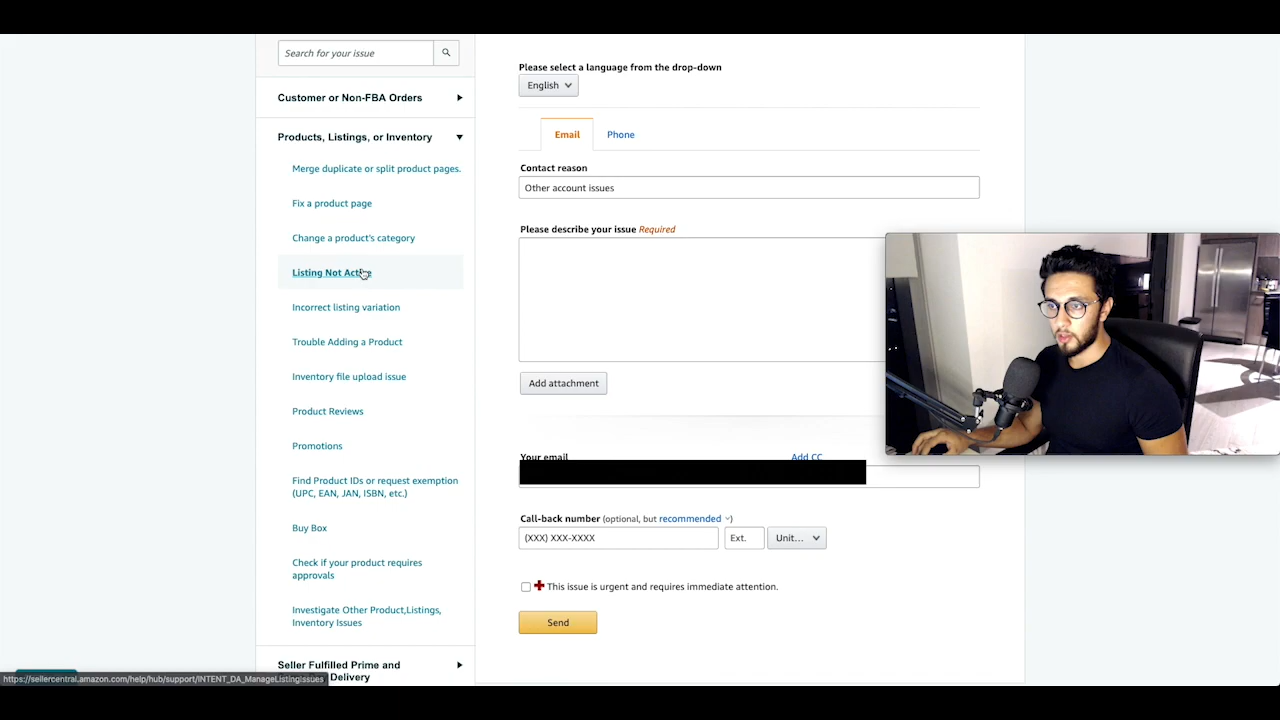 Search for your issue
Customer or Non-FBA Orders
Products, Listings, or Inventory
Merge duplicate or split product pages.
Fix a product page
Change a product's category
Listing Not Active
Incorrect listing variation
Trouble Adding a Product
Inventory file upload issue
Product Reviews
Promotions
Find Product IDs or request exemption
(UPC, EAN, JAN, ISBN, etc.)
Buy Box
Check if your product requires
approvals
Investigate Other Product,Listings,
Inventory Issues
Seller Fulfilled Prime and
Delivery
https://sellercentral.amazon.com/help/hub/support/INTENT_DA_ManageListingIssues
Please select a language from the drop-down
English
Email Phone
Contact reason
Other account issues
Please describe your issue Required
Add attachment
Your email Add CC
Call-back number (optional, but recommended)
(XXX) XXX-XXXX Ext. Unit...
This issue is urgent and requires immediate attention.
Send